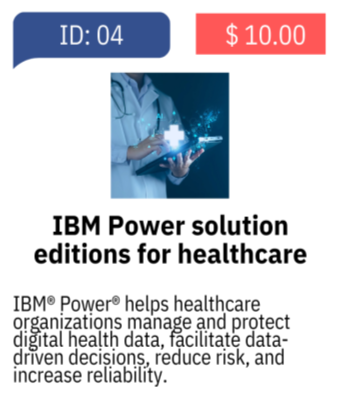 ID: 04
$ 10.00
IBM Power solution
editions for healthcare
IBM® Power® helps healthcare
organizations manage and protect
digital health data, facilitate data-
driven decisions, reduce risk, and
increase reliability.